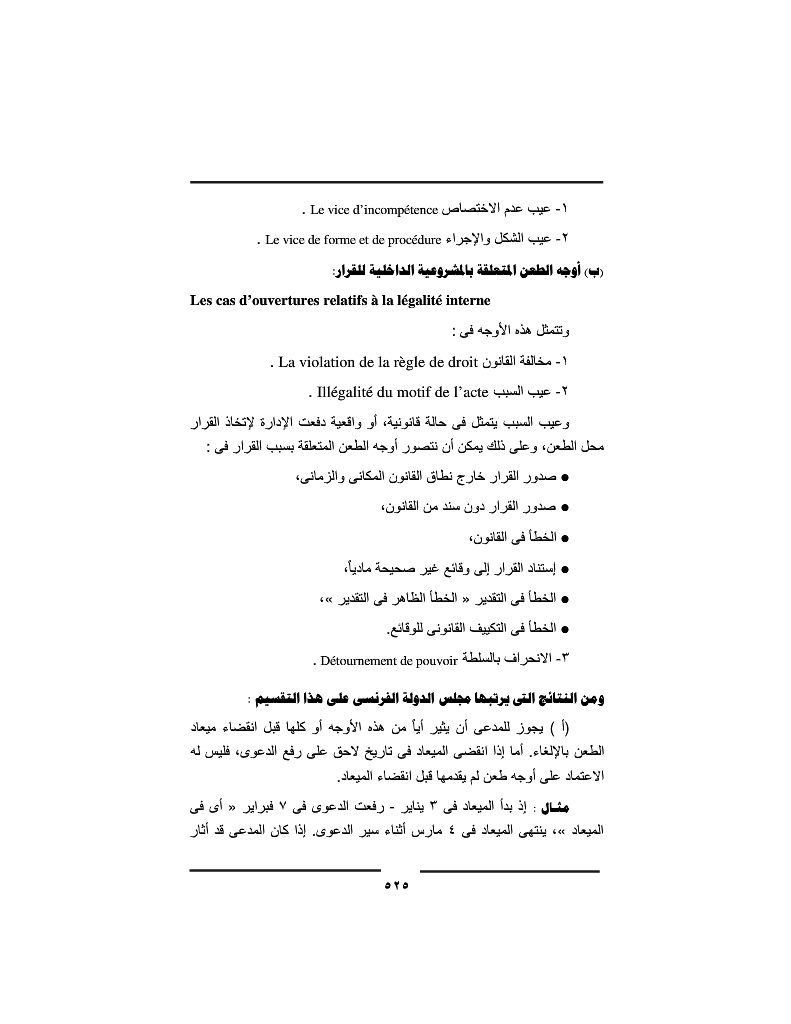 ١- عيب عدم الاختصاص Le vice d’incompétence .
٢- عيب الشكل والإجراء Le vice de forme et de procédure .
(ب) أوجه الطعن المتعلقة بالمشروعية الداخلية للقرار:
Les cas d’ouvertures relatifs à la légalité interne
وتتمثل هذه الأوجه فى :
١- مخالفة القانون La violation de la règle de droit .
٢- عيب السبب Illégalité du motif de l’acte .
وعيب السبب يتمثل فى حالة قانونية، أو واقعية دفعت الإدارة لإتخاذ القرار
محل الطعن، وعلى ذلك يمكن أن نتصور أوجه الطعن المتعلقة بسبب القرار فى :
● صدور القرار خارج نطاق القانون المكانى والزمانى،
● صدور القرار دون سند من القانون،
● الخطأ فى القانون،
● إستناد القرار إلى وقائع غير صحيحة مادياً،
● الخطأ فى التقدير « الخطأ الظاهر فى التقدير »،
● الخطأ فى التكييف القانونى للوقائع.
٣- الانحراف بالسلطة Détournement de pouvoir .
ومن النتائج التى يرتبها مجلس الدولة الفرنسى على هذا التقسيم :
(أ ) يجوز للمدعى أن يثير أياً من هذه الأوجه أو كلها قبل انقضاء ميعاد
الطعن بالإلغاء. أما إذا انقضى الميعاد فى تاريخ لاحق على رفع الدعوى، فليس له
الاعتماد على أوجه طعن لم يقدمها قبل انقضاء الميعاد.
مثـال : إذ بدأ الميعاد فى ٣ يناير - رفعت الدعوى فى ٧ فبراير « أى فى
الميعاد »، ينتهى الميعاد فى ٤ مارس أثناء سير الدعوى. إذا كان المدعى قد أثار
٥٢٥